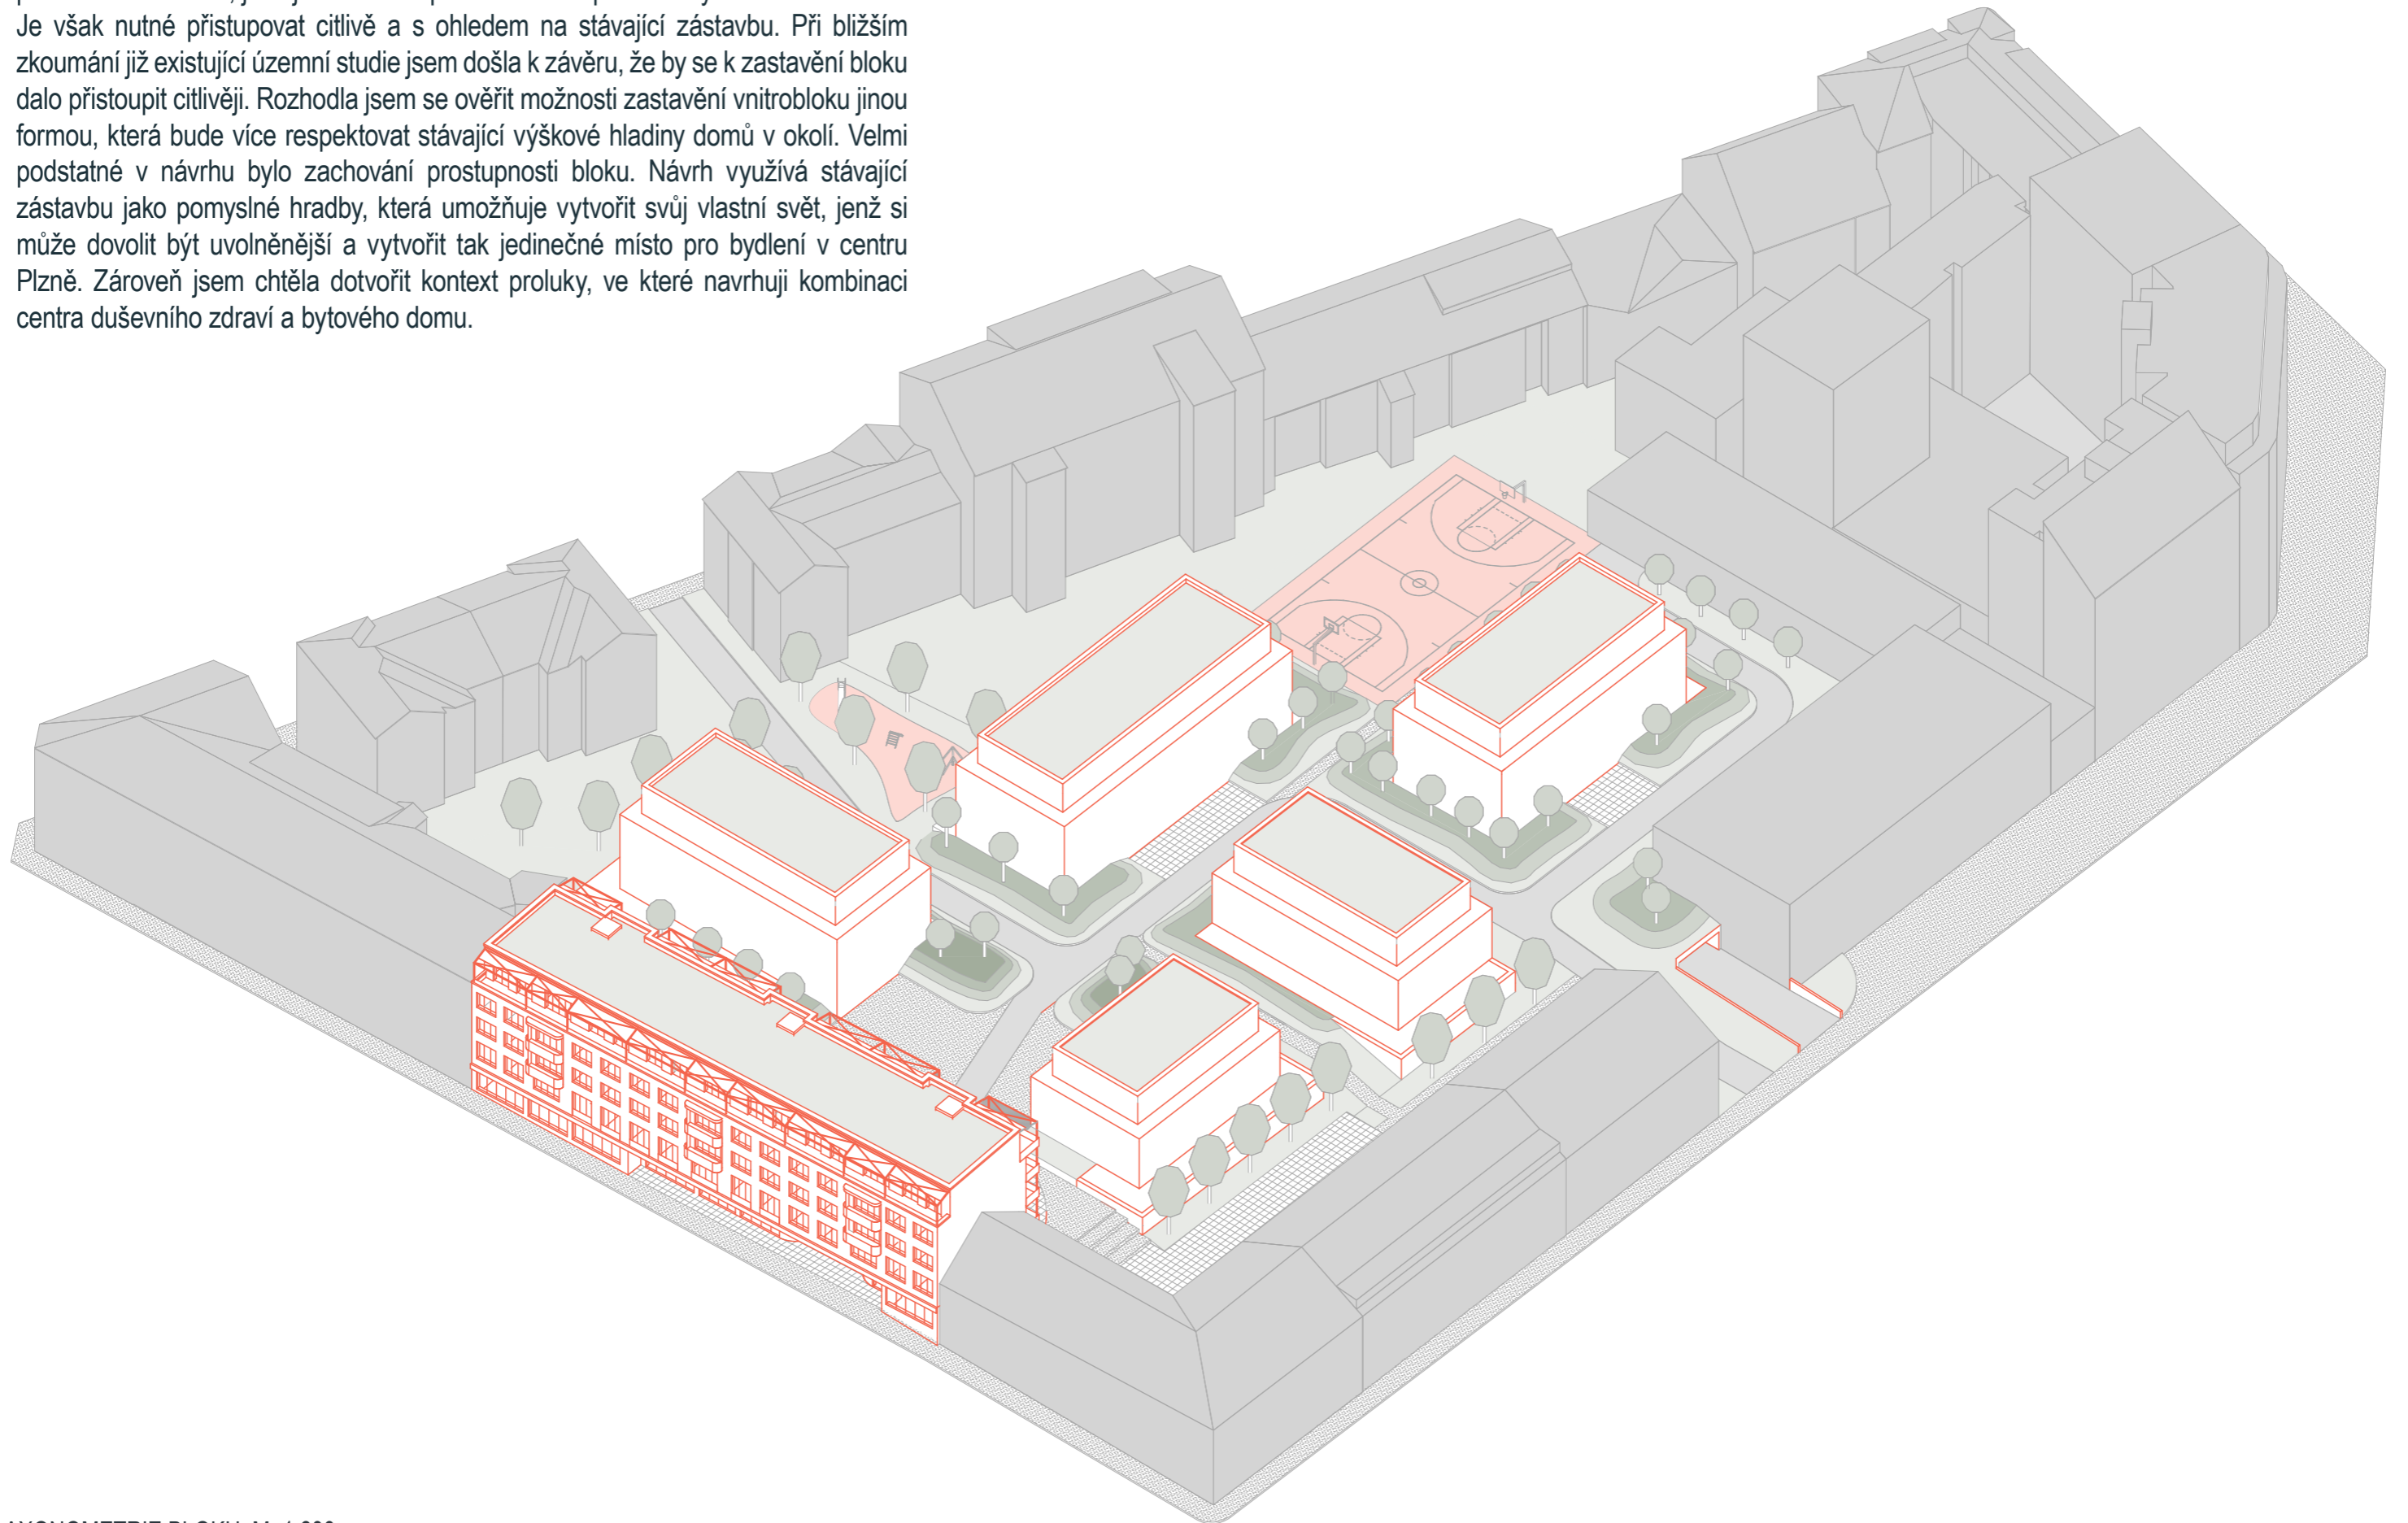 Je však nutné přistupovat citlivě a s ohledem na stávající zástavbu. Při bližším
zkoumání již existující územní studie jsem došla k závěru, že by se k zastavění bloku
dalo přistoupit citlivěji. Rozhodla jsem se ověřit možnosti zastavění vnitrobloku jinou
formou, která bude více respektovat stávající výškové hladiny domů v okolí. Velmi
podstatné v návrhu bylo zachování prostupnosti bloku. Návrh využívá stávající
zástavbu jako pomyslné hradby, která umožňuje vytvořit svůj vlastní svět, jenž si
může dovolit být uvolněnější a vytvořit tak jedinečné místo pro bydlení v centru
Plzně. Zároveň jsem chtěla dotvořit kontext proluky, ve které navrhuji kombinaci
centra duševního zdraví a bytového domu.